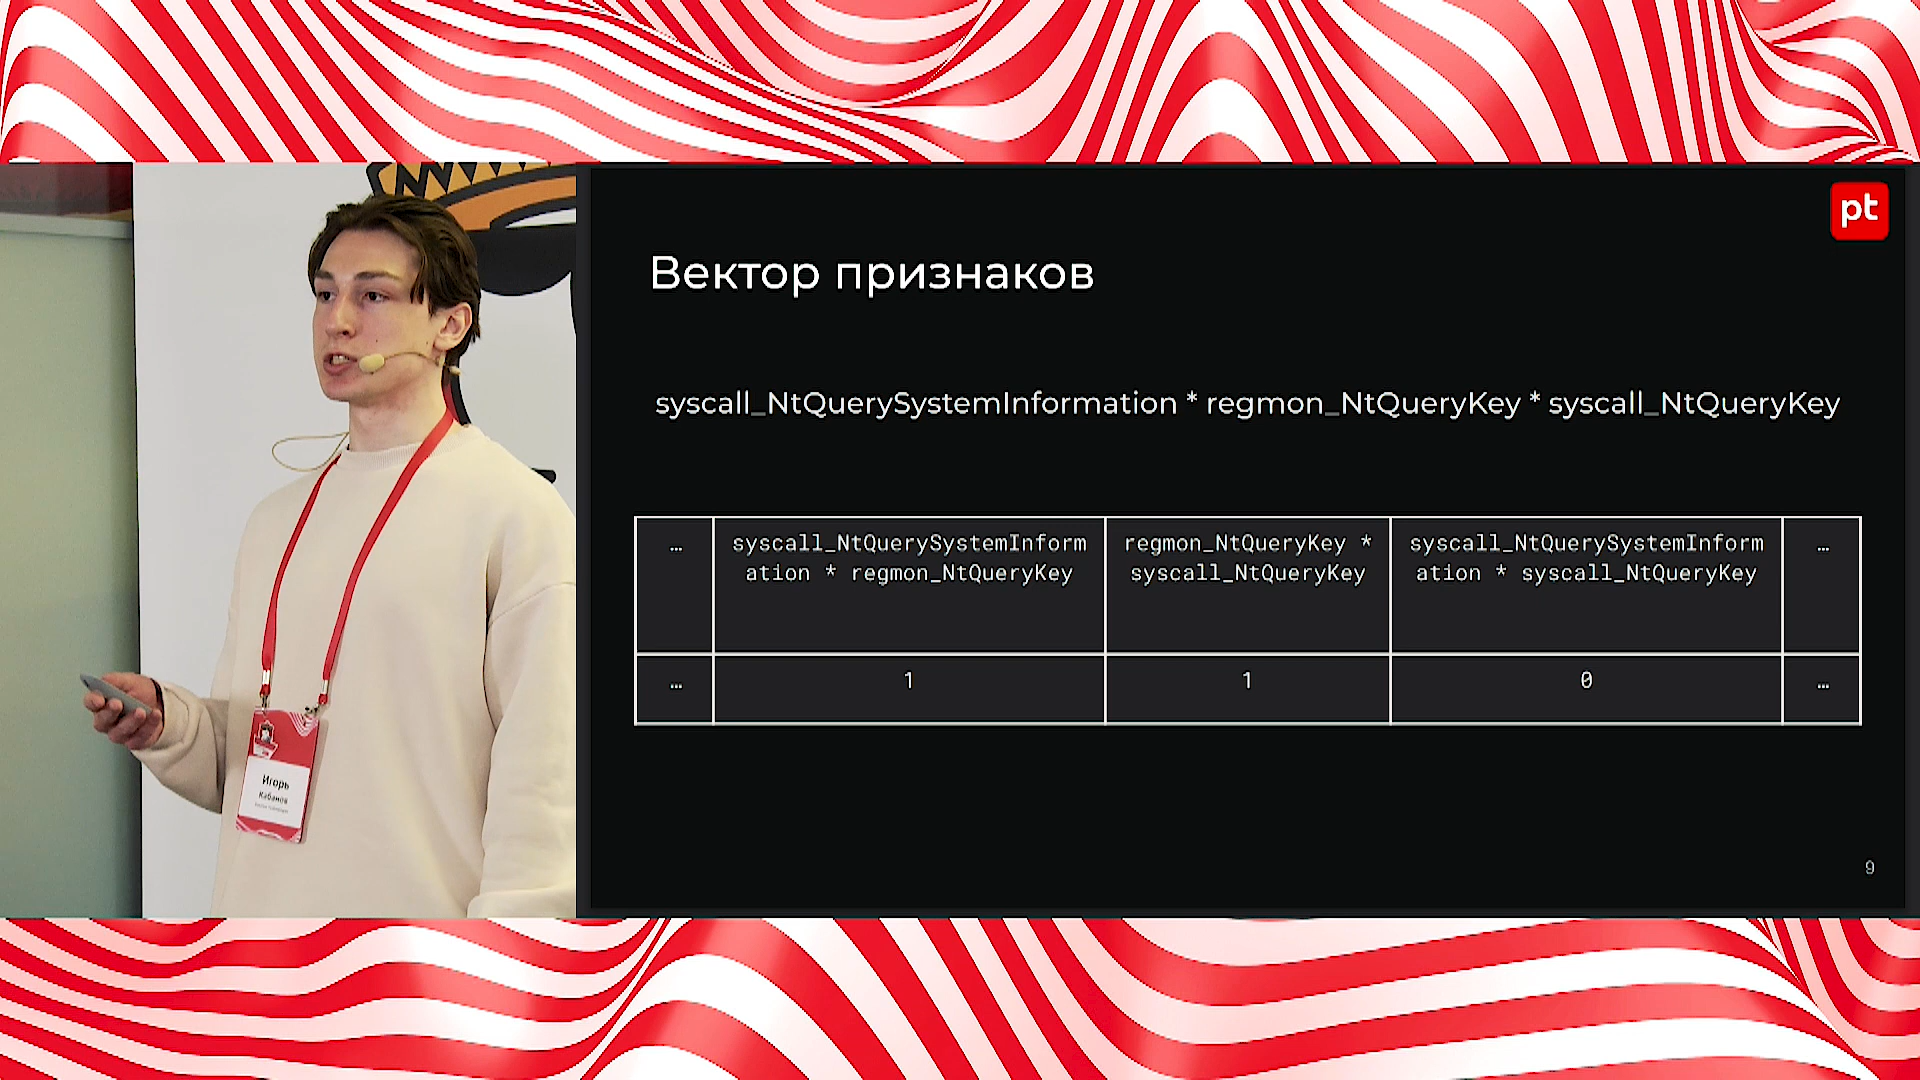 pt
Вектор признаков
syscall_NtQuerySystemInformation * regmon_NtQueryKey * syscall_NtQueryKey
… syscall_NtQuerySystemInform regmon_NtQueryKey * syscall_NtQuerySystemInform …
ation * regmon_NtQueryKey syscall_NtQueryKey ation * syscall_NtQueryKey
… 1 1 0 …
9
Игорь
Кабанов